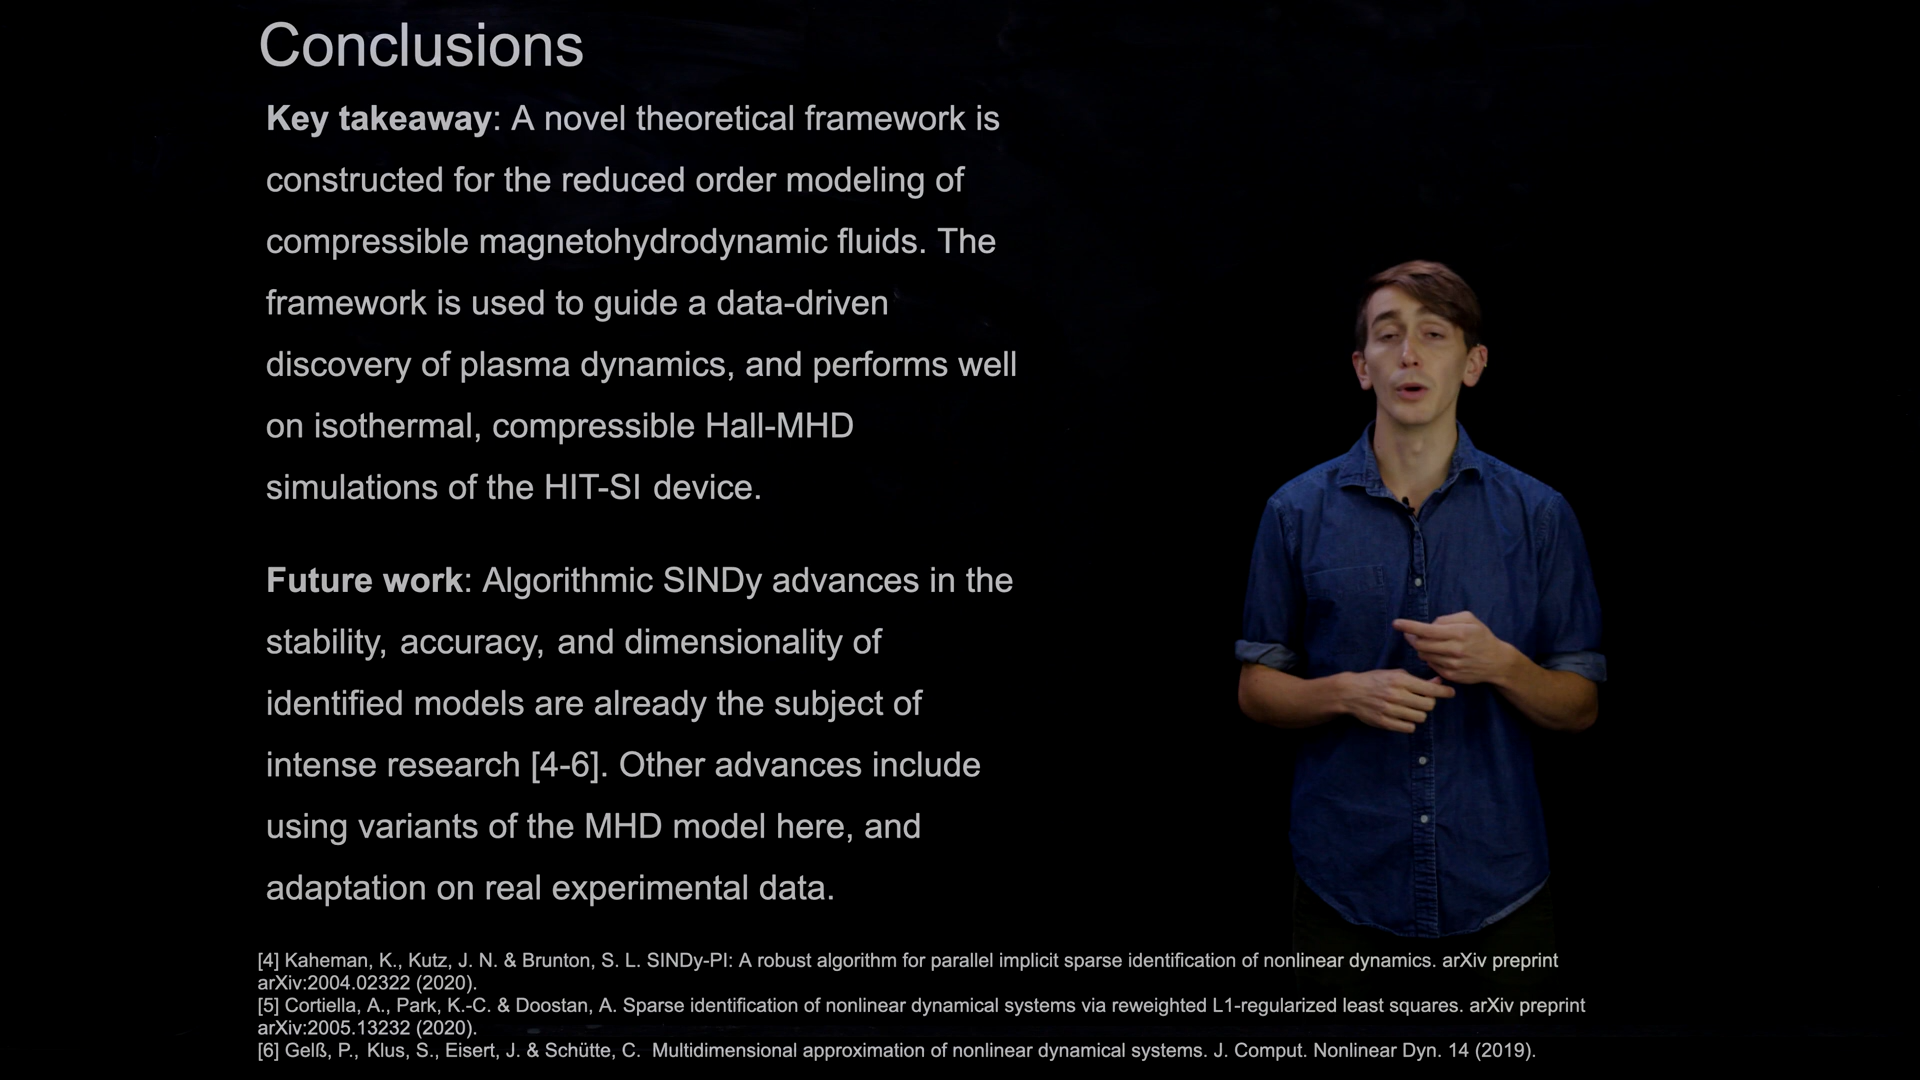 Conclusions
Key takeaway: A novel theoretical framework is
constructed for the reduced order modeling of
compressible magnetohydrodynamic fluids. The
framework is used to guide a data-driven
discovery of plasma dynamics, and performs well
on isothermal, compressible Hall-MHD
simulations of the HIT-SI device.
Future work: Algorithmic SINDy advances in the
stability, accuracy, and dimensionality of
identified models are already the subject of
intense research [4-6]. Other advances include
using variants of the MHD model here, and
adaptation on real experimental data.
[4] Kaheman, K., Kutz, J. N. & Brunton, S. L. SINDy-PI: A robust algorithm for parallel implicit sparse identification of nonlinear dynamics. arXiv preprint
arXiv:2004.02322 (2020).
[5] Cortiella, A., Park, K.-C. & Doostan, A. Sparse identification of nonlinear dynamical systems via reweighted L1-regularized least squares. arXiv preprint
arXiv:2005.13232 (2020).
[6] Gelß, P., Klus, S., Eisert, J. & Schütte, C. Multidimensional approximation of nonlinear dynamical systems. J. Comput. Nonlinear Dyn. 14 (2019).